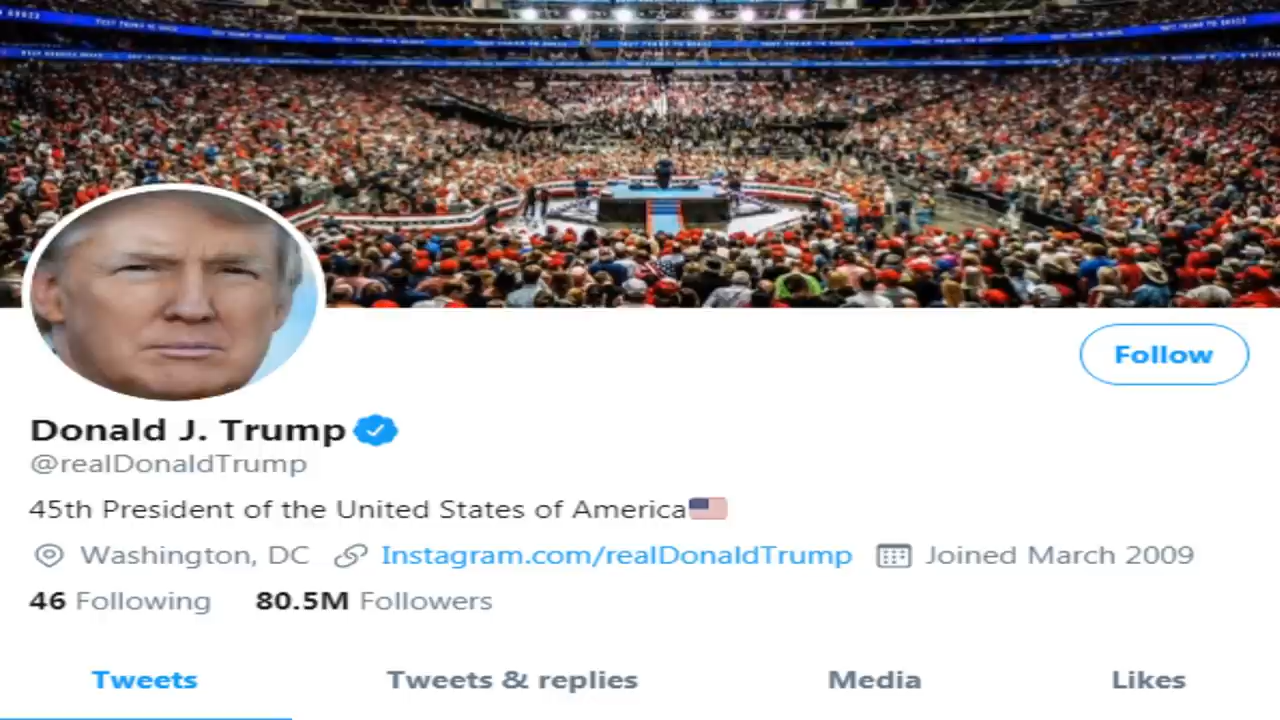 Follow
Donald J. Trump
@realDonaldTrump
45th President of the United States of America
Washington, DC Instagram.com/realDonaldTrump Joined March 2009
46 Following 80.5M Followers
Tweets Tweets & replies Media Likes